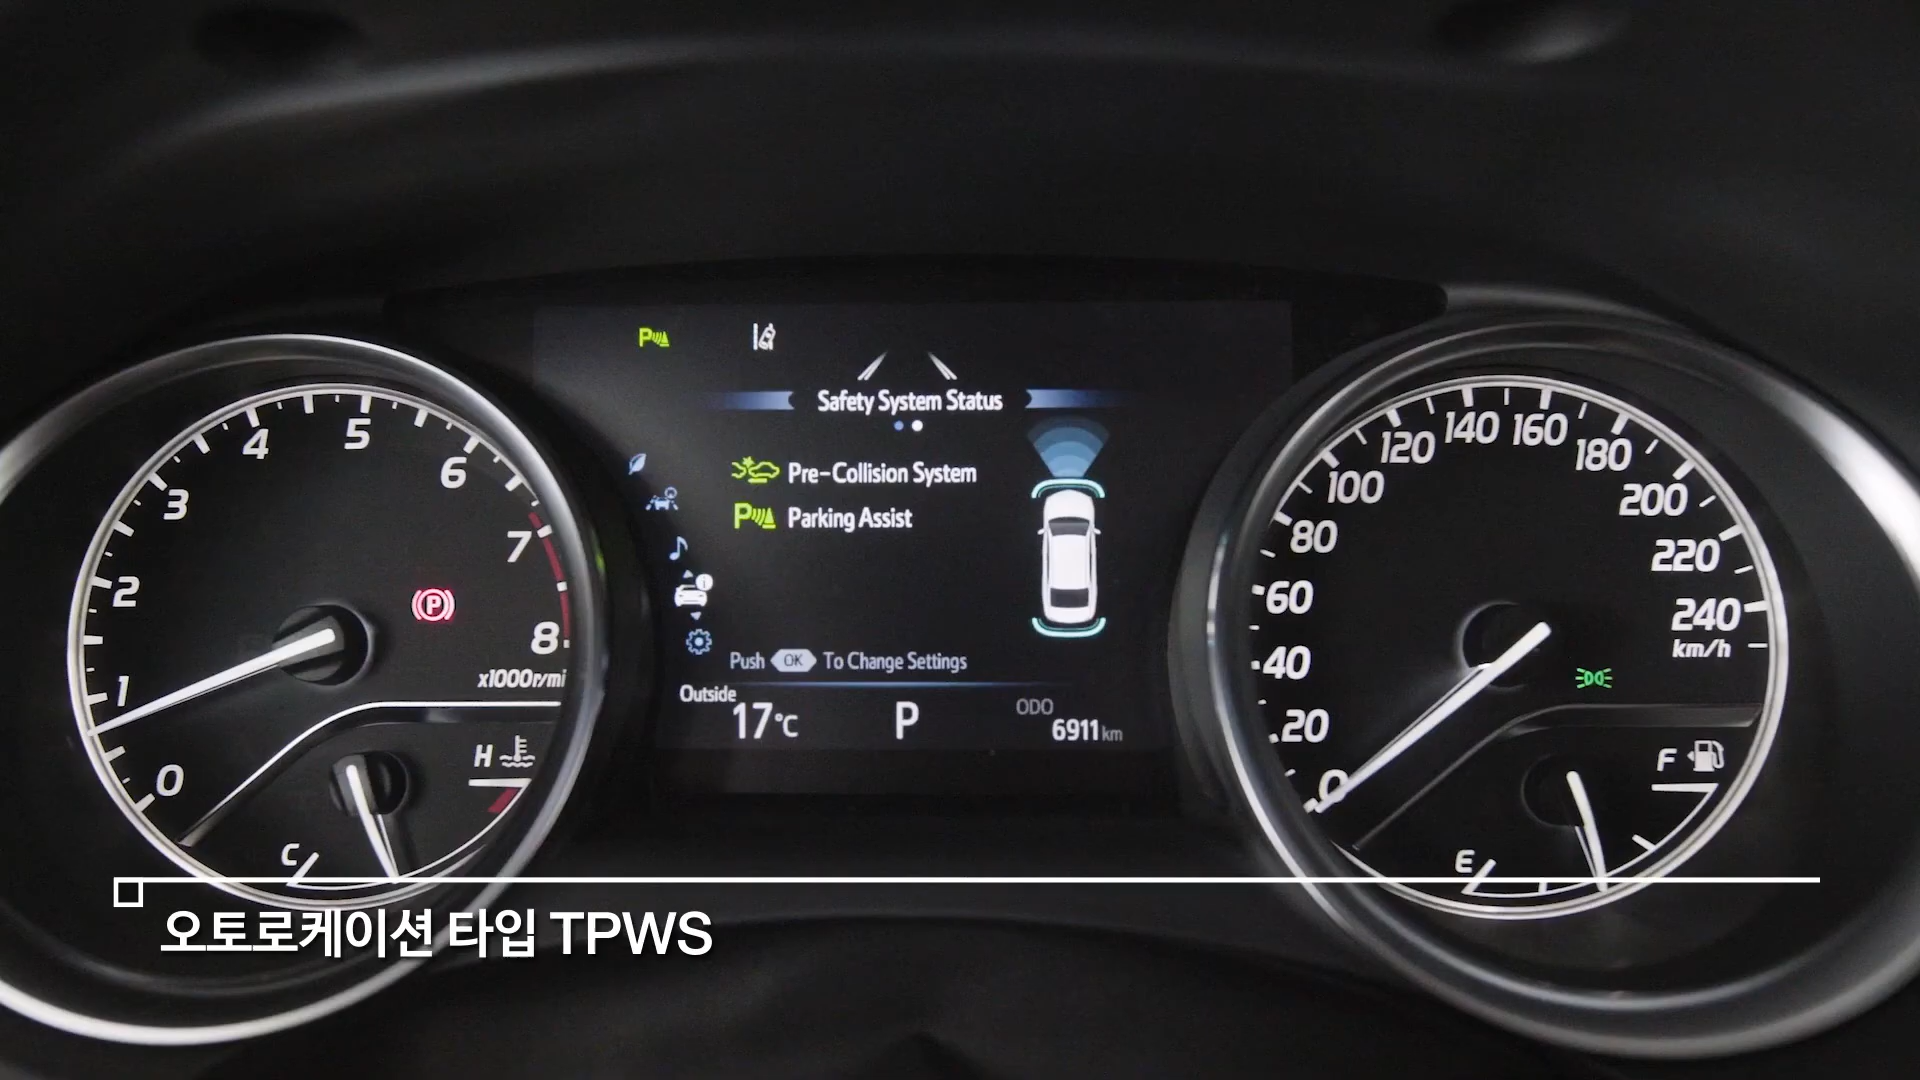 P
Safety System Status
Pre-Collision System
P Parking Assist
Push OK To Change Settings
Outside
17°C
P
ODO
6911 km
0
1
2
3
4
5
6
7
8
x1000r/mi
P
H
C
0
20
40
60
80
100
120
140
160
180
200
220
240
km/h
F
E
오토로케이션 타입 TPWS